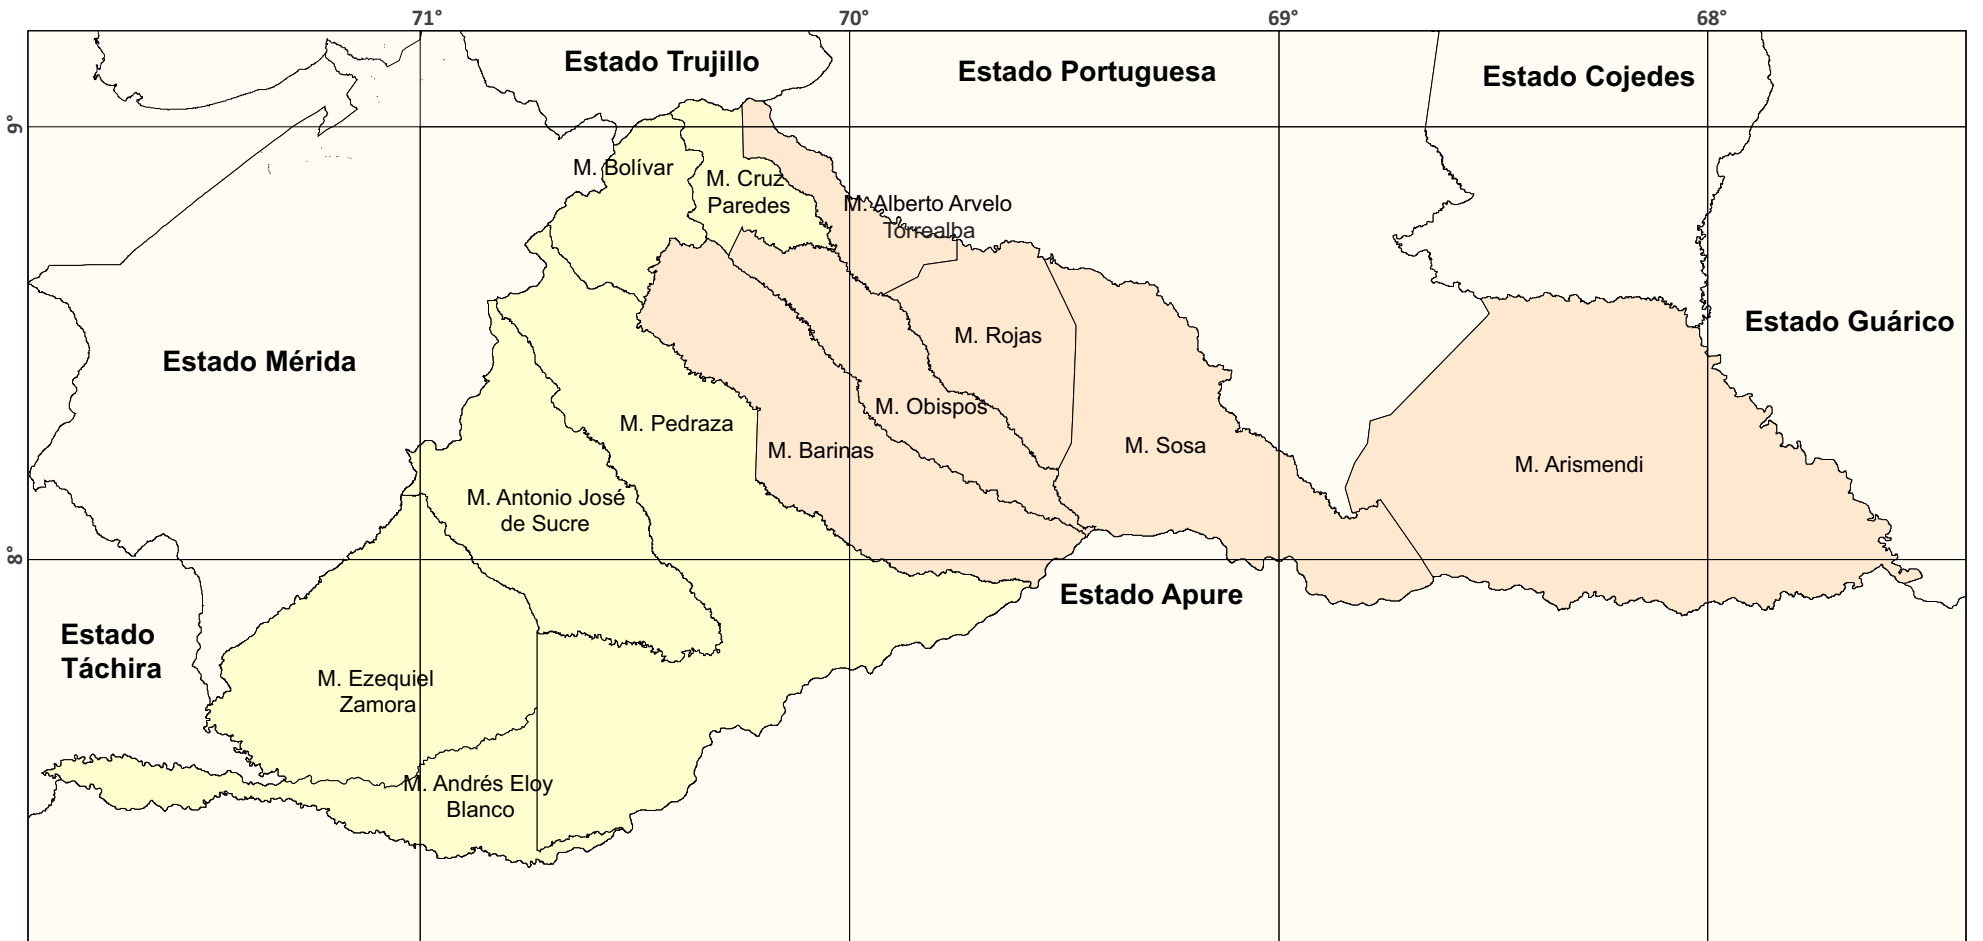 71°
70°
69°
68°
Estado Trujillo
Estado Portuguesa
Estado Cojedes
9°
M. Bolívar
M. Cruz
Paredes
M. Alberto Arvelo
Torrealba
Estado Guárico
M. Rojas
Estado Mérida
M. Obispos
M. Pedraza
M. Barinas
M. Sosa
M. Arismendi
M. Antonio José
de Sucre
8°
Estado Apure
Estado
Táchira
M. Ezequiel
Zamora
M. Andrés Eloy
Blanco